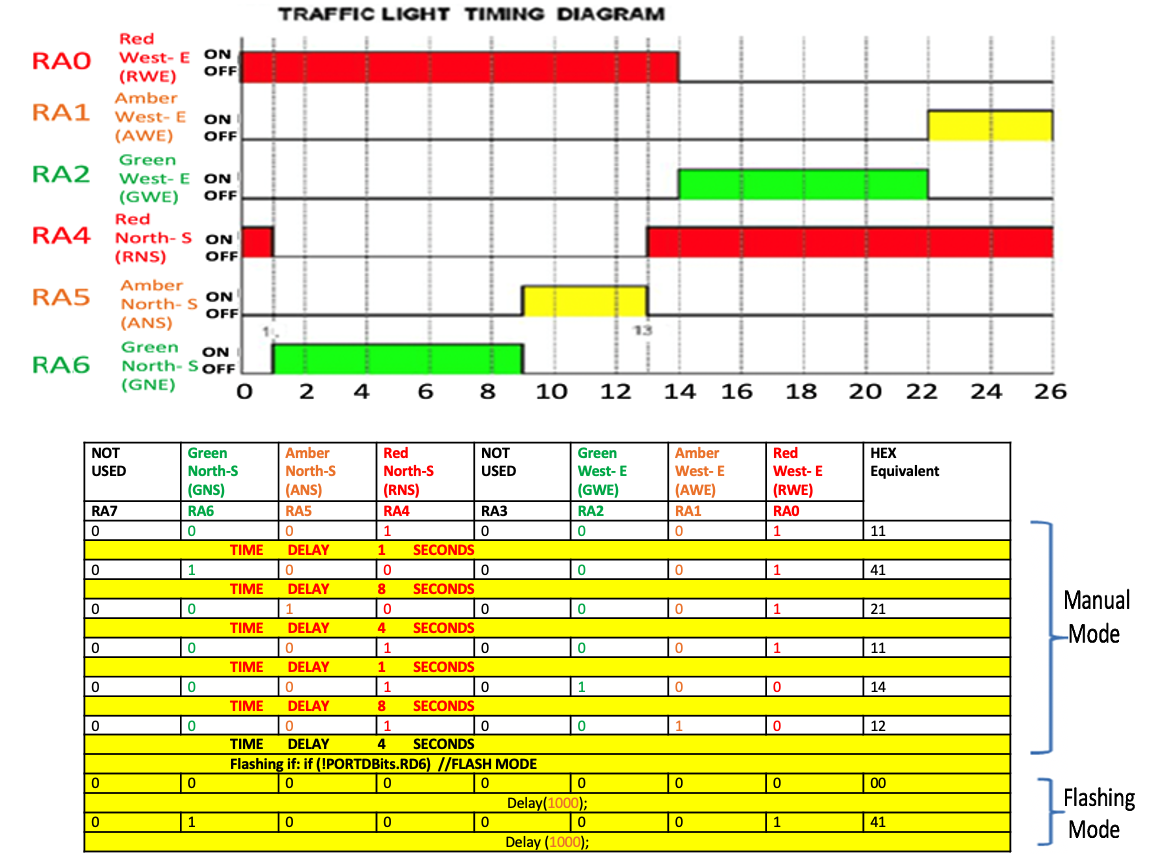 TRAFFIC LIGHT TIMING DIAGRAM
RA0
Red
West- E
(RWE)
ON
OFF
RA1
Amber
West- E
(AWE)
ON
OFF
RA2
Green
West- E
(GWE)
ON
OFF
RA4
Red
North- S
(RNS)
ON
OFF
RA5
Amber
North- S
(ANS)
ON
OFF
1. 13
RA6
Green
North- S
(GNE)
ON
OFF
0 2 4 6 8 10 12 14 16 18 20 22 24 26
NOT USED Green North-S (GNS) Amber North-S (ANS) Red North-S (RNS) NOT USED Green West- E (GWE) Amber West- E (AWE) Red West- E (RWE) HEX Equivalent
RA7 RA6 RA5 RA4 RA3 RA2 RA1 RA0
0 0 0 1 0 0 0 1 11
TIME DELAY 1 SECONDS
0 1 0 0 0 0 0 1 41
TIME DELAY 8 SECONDS
0 0 1 0 0 0 0 1 21
TIME DELAY 4 SECONDS
0 0 0 1 0 0 0 1 11
TIME DELAY 1 SECONDS
0 0 0 1 0 1 0 0 14
TIME DELAY 8 SECONDS
0 0 0 1 0 0 1 0 12
TIME DELAY 4 SECONDS
Flashing if: if (!PORTDBits.RD6) //FLASH MODE
0 0 0 0 0 0 0 0 00
Delay(1000);
0 1 0 0 0 0 0 1 41
Delay (1000);
Manual
Mode
Flashing
Mode